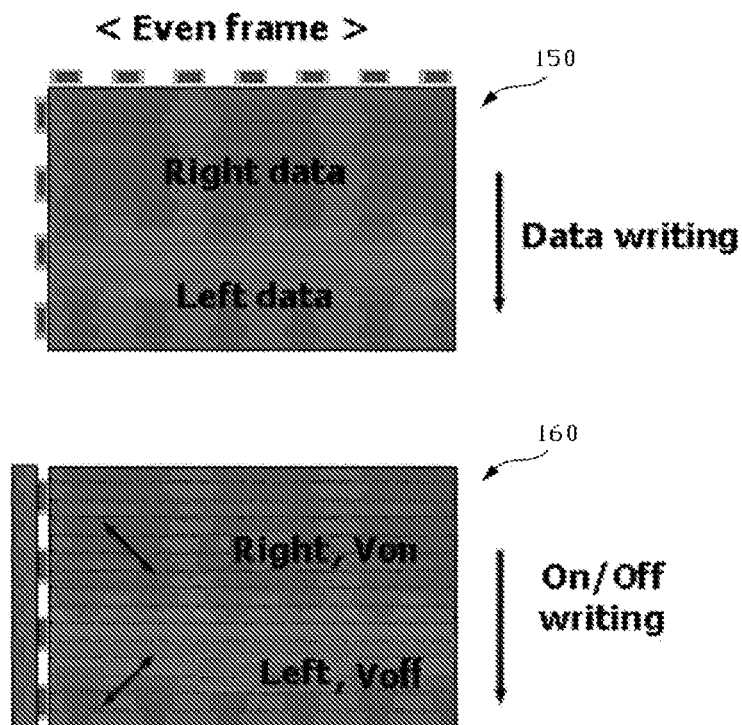 < Even frame >
150
Right data
Data writing
Left data
160
Right, Von
On/Off
writing
Left, Voff